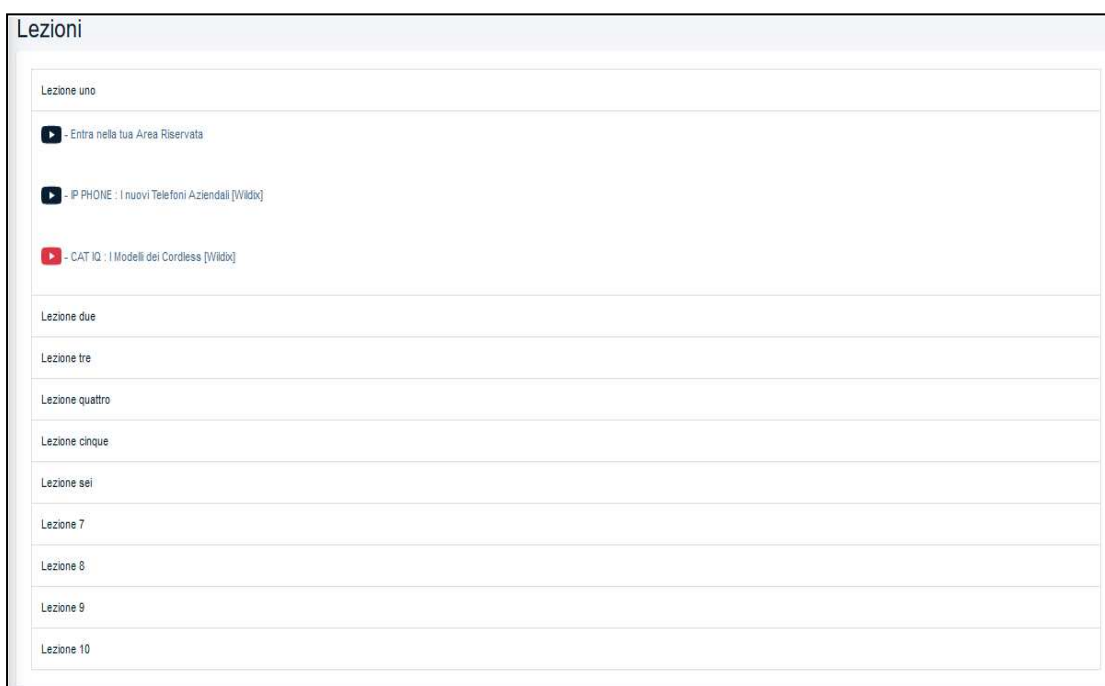 Lezioni
Lezione uno
- Entra nella tua Area Riservata
- IP PHONE : I nuovi Telefoni Aziendali [Wildix]
- CAT IQ : I Modelli dei Cordless [Wildix]
Lezione due
Lezione tre
Lezione quattro
Lezione cinque
Lezione sei
Lezione 7
Lezione 8
Lezione 9
Lezione 10